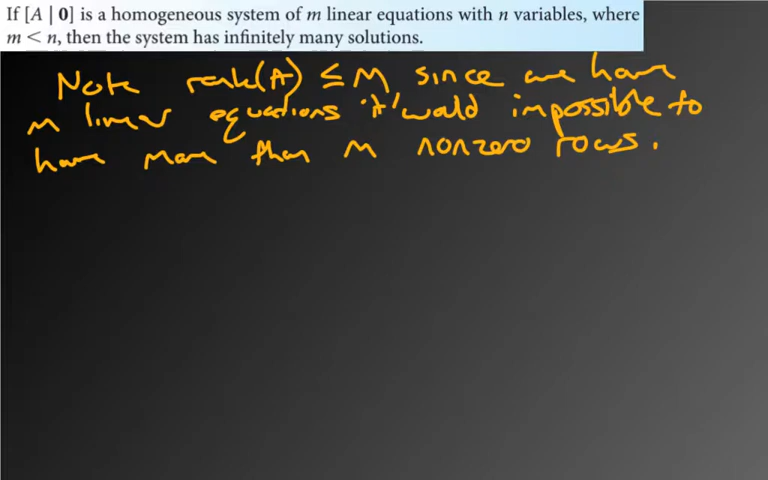 If [A | 0] is a homogeneous system of m linear equations with n variables, where
m < n, then the system has infinitely many solutions.
Note rank(A) ≤ m since we have
m linear equations it would impossible to
have more than m nonzero rows.